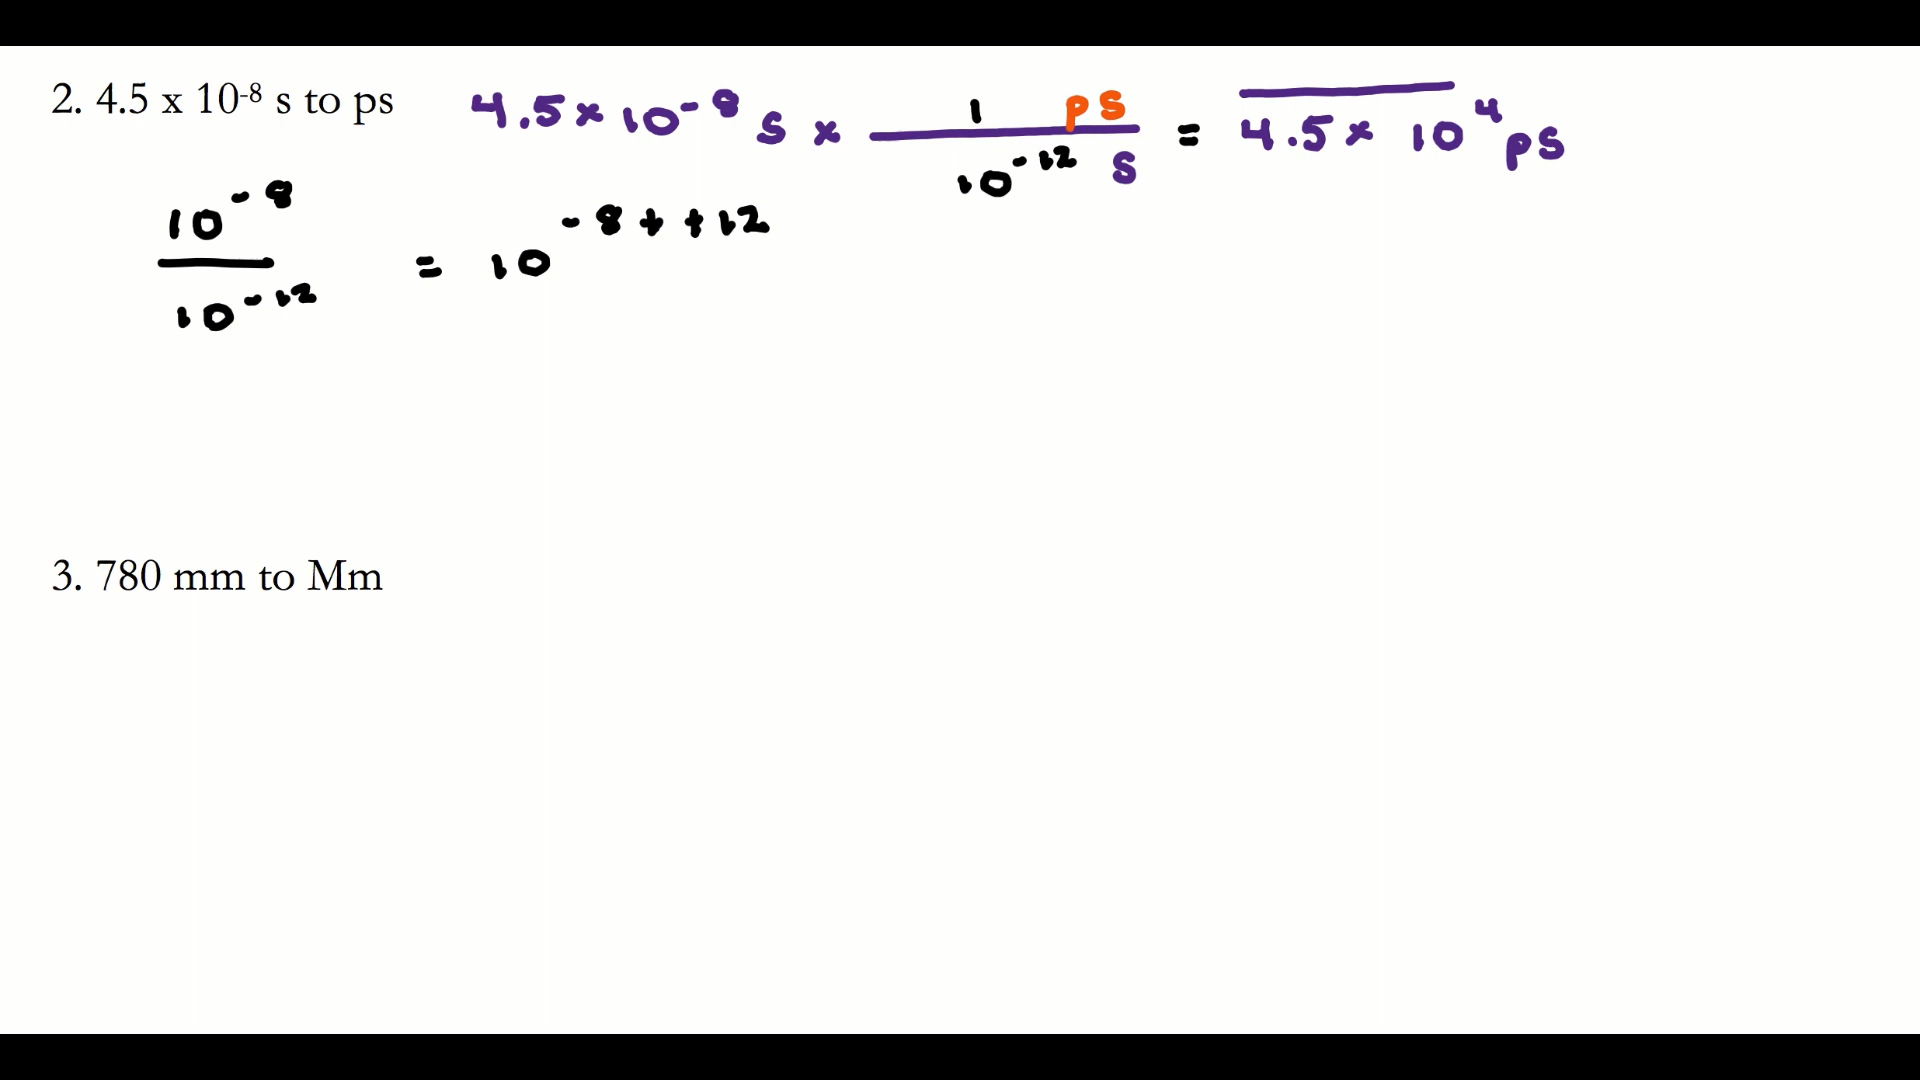 2. 4.5 x 10⁻⁸ s to ps 4.5 × 10⁻⁸ s × 1 ps / 10⁻¹² s = 4.5 × 10⁴ ps
10⁻⁸ / 10⁻¹² = 10⁻⁸⁺⁺¹²
3. 780 mm to Mm